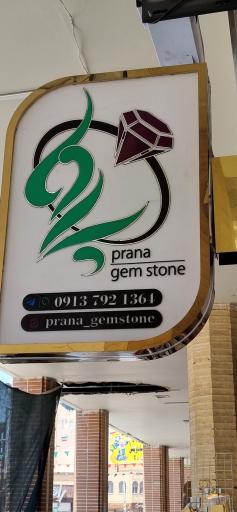 prana
gem stone
0913 792 1364
prana_gemstone